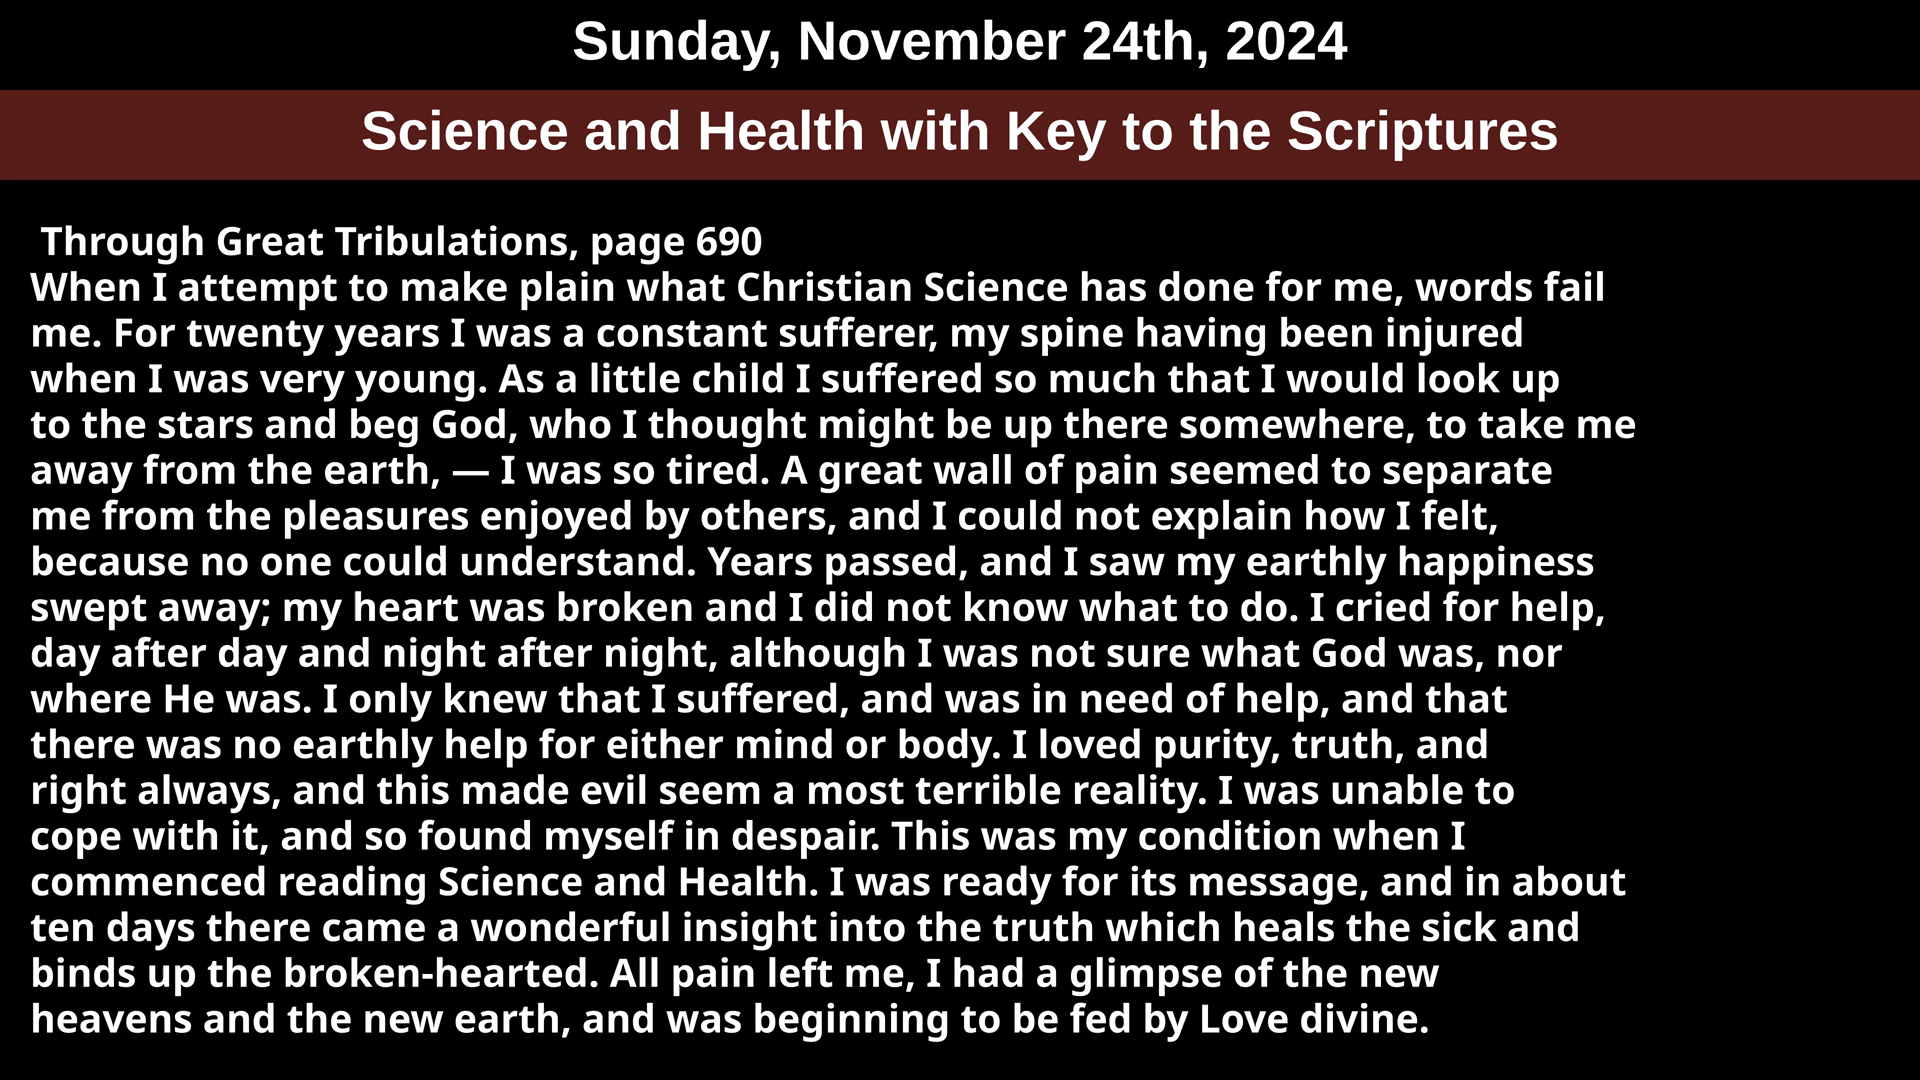 Sunday, November 24th, 2024
Science and Health with Key to the Scriptures
Through Great Tribulations, page 690
When I attempt to make plain what Christian Science has done for me, words fail
me. For twenty years I was a constant sufferer, my spine having been injured
when I was very young. As a little child I suffered so much that I would look up
to the stars and beg God, who I thought might be up there somewhere, to take me
away from the earth, — I was so tired. A great wall of pain seemed to separate
me from the pleasures enjoyed by others, and I could not explain how I felt,
because no one could understand. Years passed, and I saw my earthly happiness
swept away; my heart was broken and I did not know what to do. I cried for help,
day after day and night after night, although I was not sure what God was, nor
where He was. I only knew that I suffered, and was in need of help, and that
there was no earthly help for either mind or body. I loved purity, truth, and
right always, and this made evil seem a most terrible reality. I was unable to
cope with it, and so found myself in despair. This was my condition when I
commenced reading Science and Health. I was ready for its message, and in about
ten days there came a wonderful insight into the truth which heals the sick and
binds up the broken-hearted. All pain left me, I had a glimpse of the new
heavens and the new earth, and was beginning to be fed by Love divine.